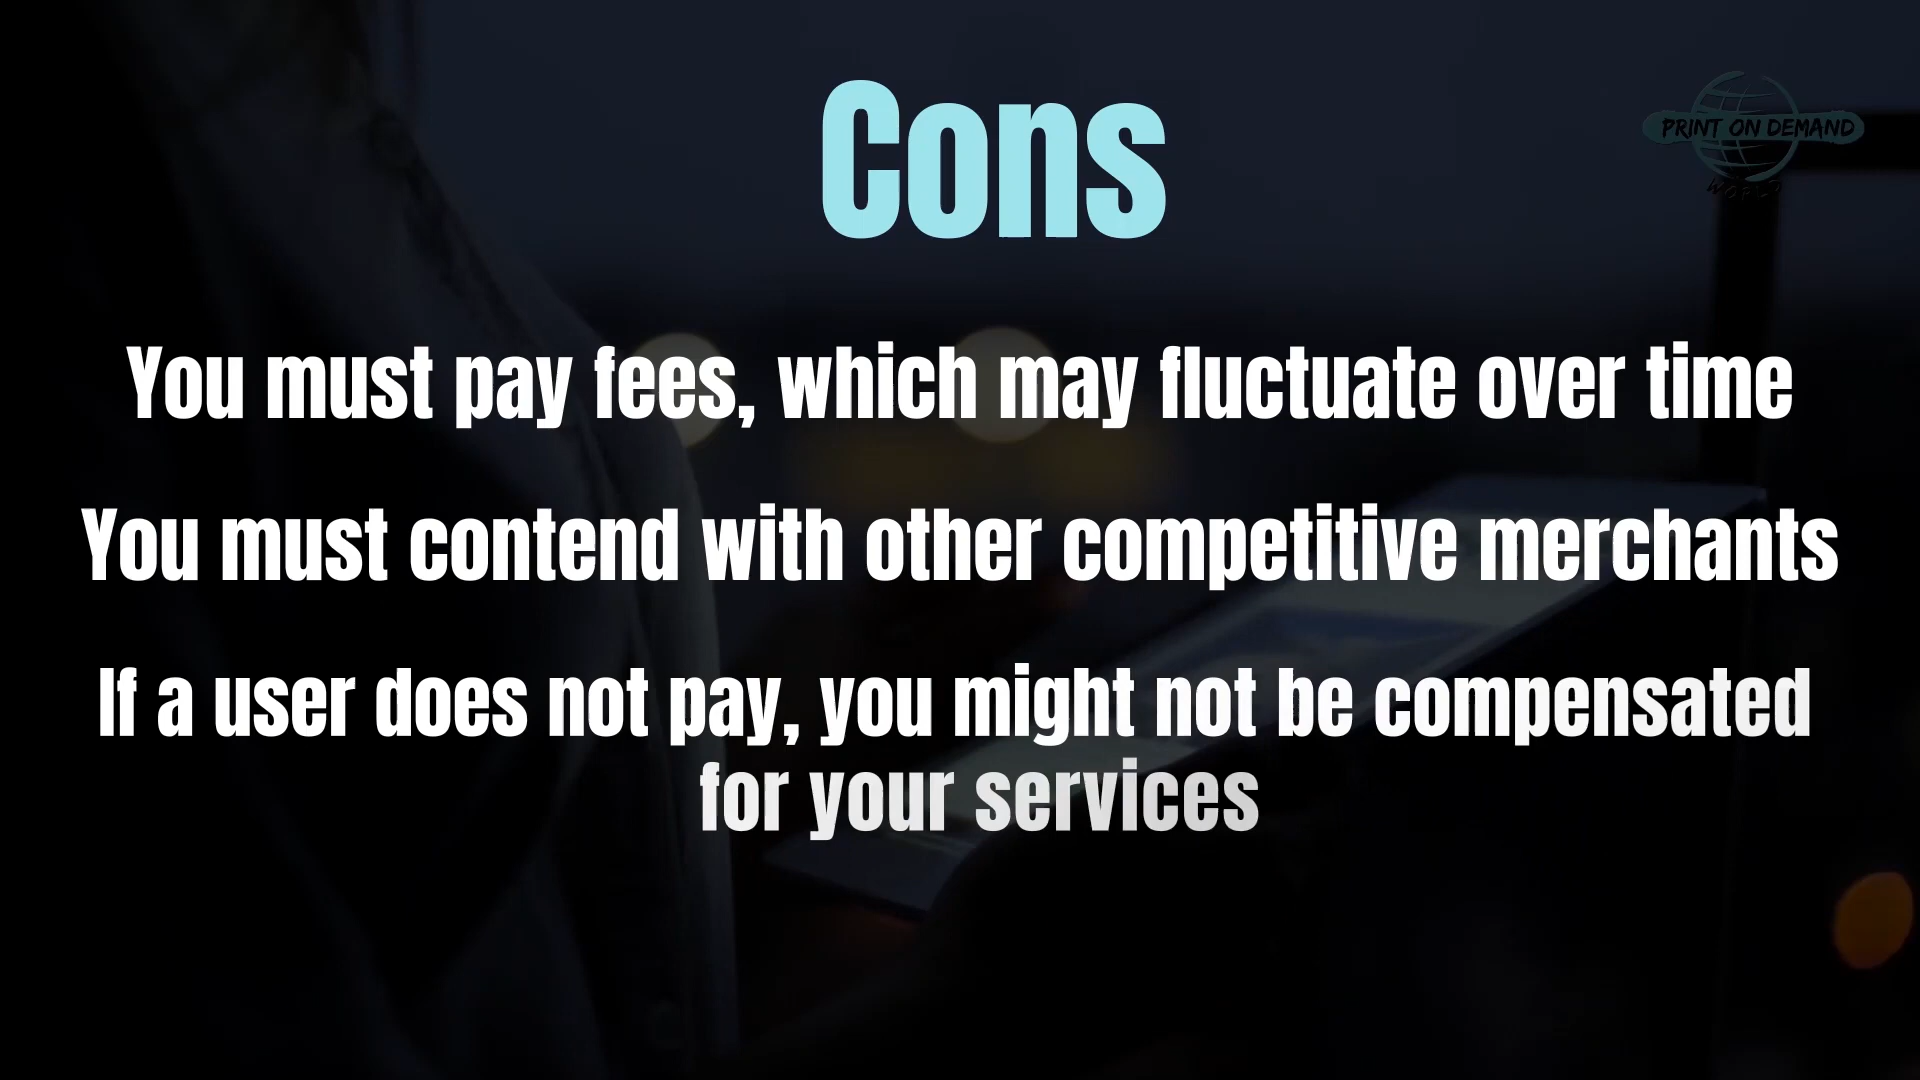 Cons
PRINT ON DEMAND
WORLD
You must pay fees, which may fluctuate over time
You must contend with other competitive merchants
If a user does not pay, you might not be compensated
for your services